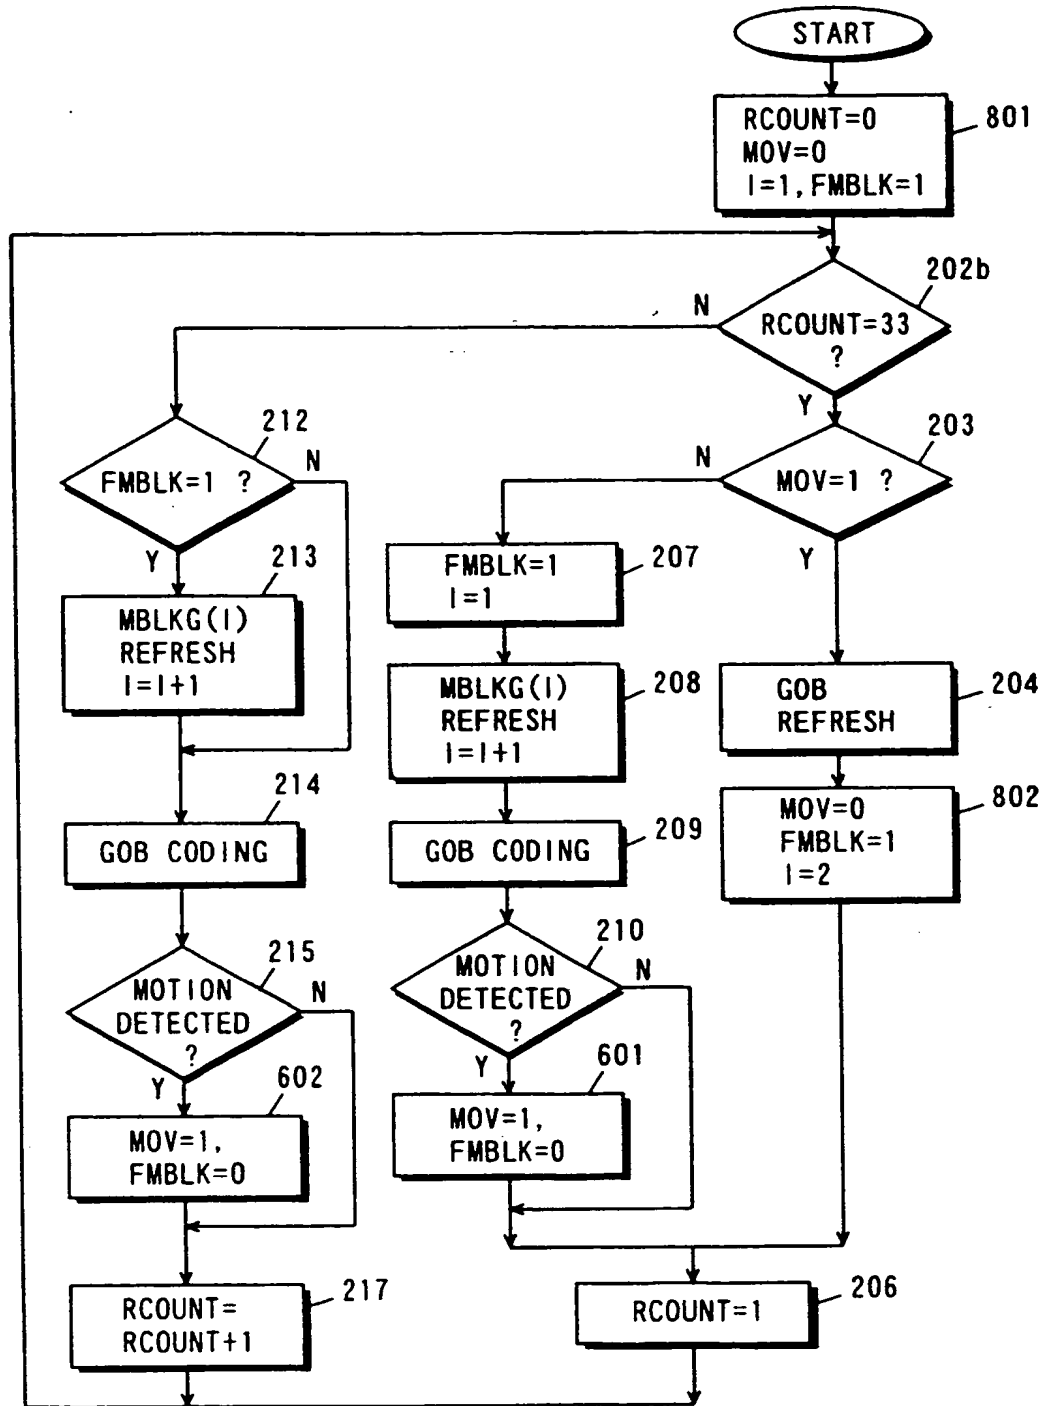 START
RCOUNT=0
MOV=0
I=1, FMBLK=1
801
202b
N
RCOUNT=33
?
Y
212
N
FMBLK=1 ?
Y
203
N
MOV=1 ?
Y
213
MBLKG(I)
REFRESH
I=I+1
FMBLK=1
I=1
207
MBLKG(I)
REFRESH
I=I+1
208
GOB
REFRESH
204
214
GOB CODING
GOB CODING
209
MOV=0
FMBLK=1
I=2
802
215
MOTION
DETECTED
?
N
Y
210
MOTION
DETECTED
?
N
Y
602
MOV=1,
FMBLK=0
601
MOV=1,
FMBLK=0
RCOUNT=
RCOUNT+1
217
RCOUNT=1
206